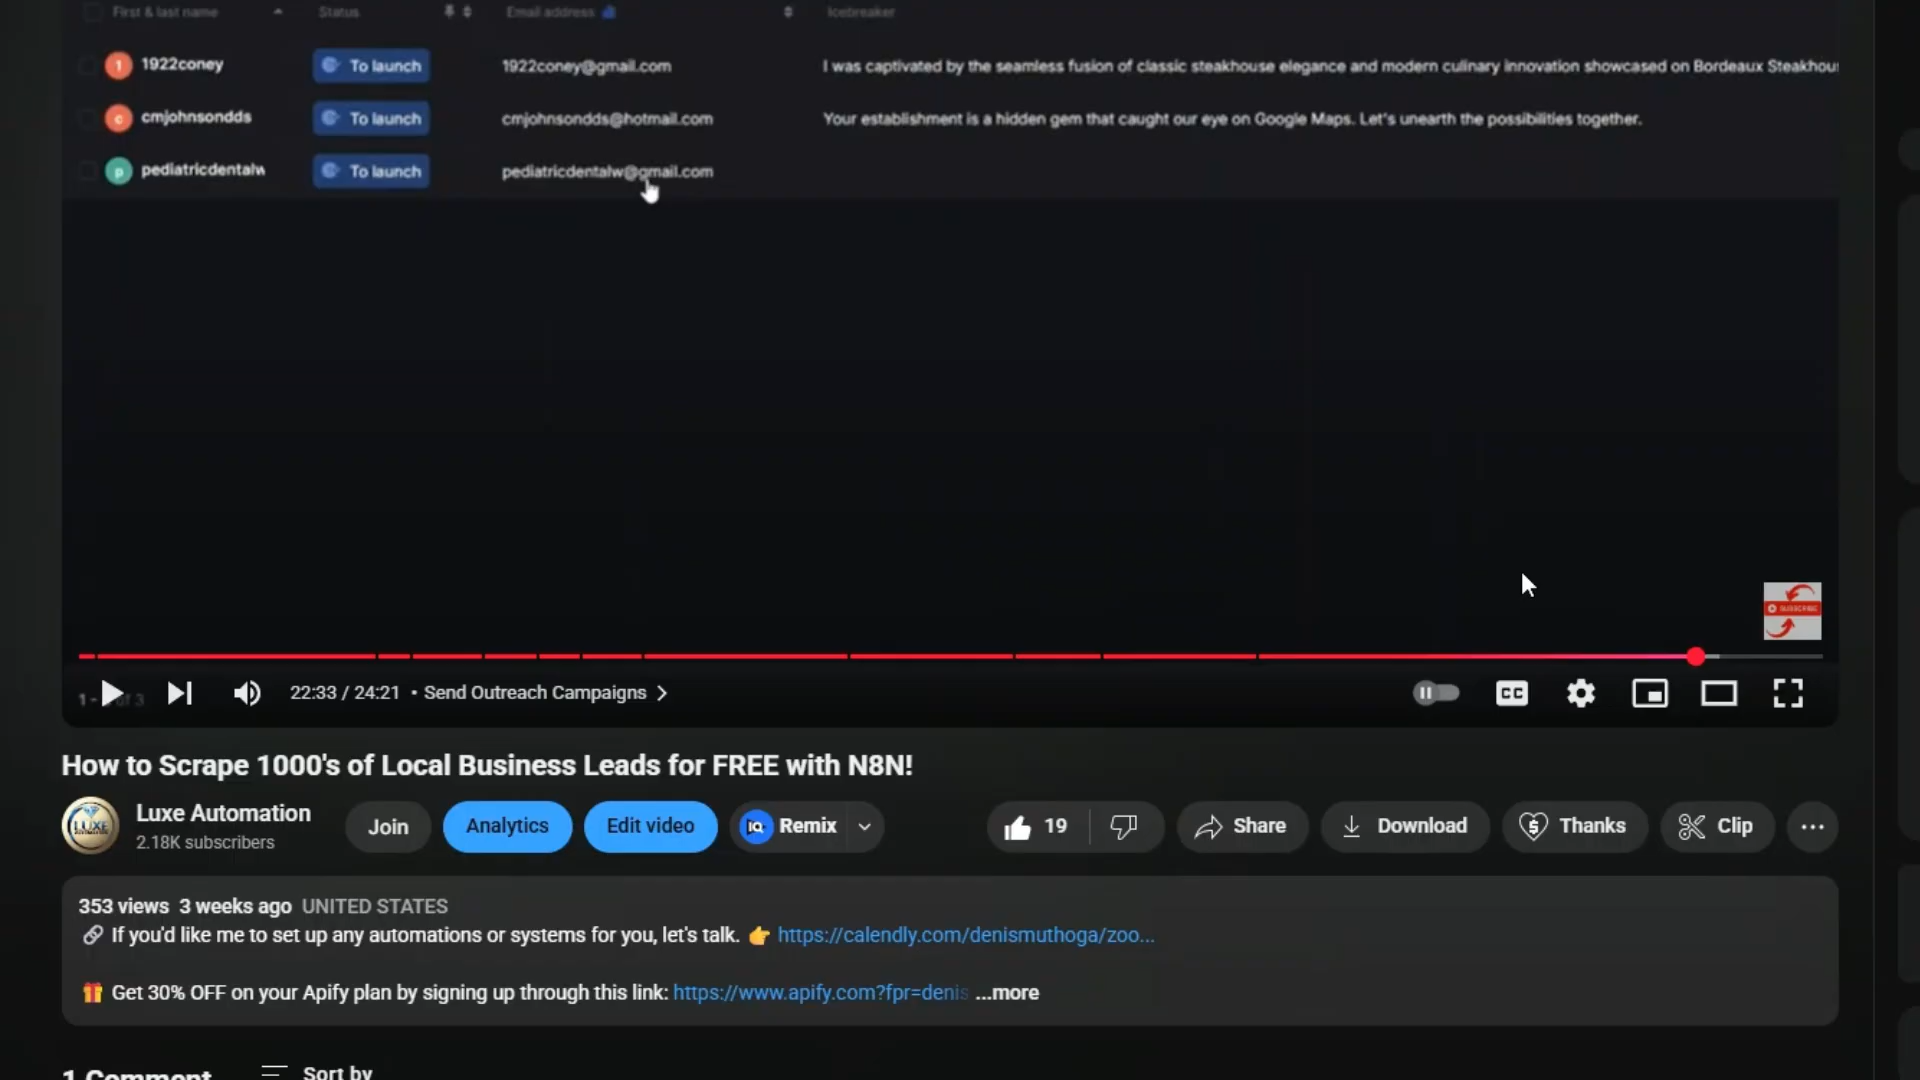 First & last name Status Email address Icebreaker
1 1922coney To launch 1922coney@gmail.com I was captivated by the seamless fusion of classic steakhouse elegance and modern culinary innovation showcased on Bordeaux Steakhou
c cmjohnsondds To launch cmjohnsondds@hotmail.com Your establishment is a hidden gem that caught our eye on Google Maps. Let's unearth the possibilities together.
p pediatricdentalw To launch pediatricdentalw@gmail.com
SUBSCRIBE
22:33 / 24:21 • Send Outreach Campaigns CC
How to Scrape 1000's of Local Business Leads for FREE with N8N!
LUXE Luxe Automation
2.18K subscribers
Join Analytics Edit video iQ Remix 19 Share Download Thanks Clip
353 views 3 weeks ago UNITED STATES
🔗 If you'd like me to set up any automations or systems for you, let's talk. 👉 https://calendly.com/denismuthoga/zoo...
🎁 Get 30% OFF on your Apify plan by signing up through this link: https://www.apify.com?fpr=denis ...more
1 Comment Sort by